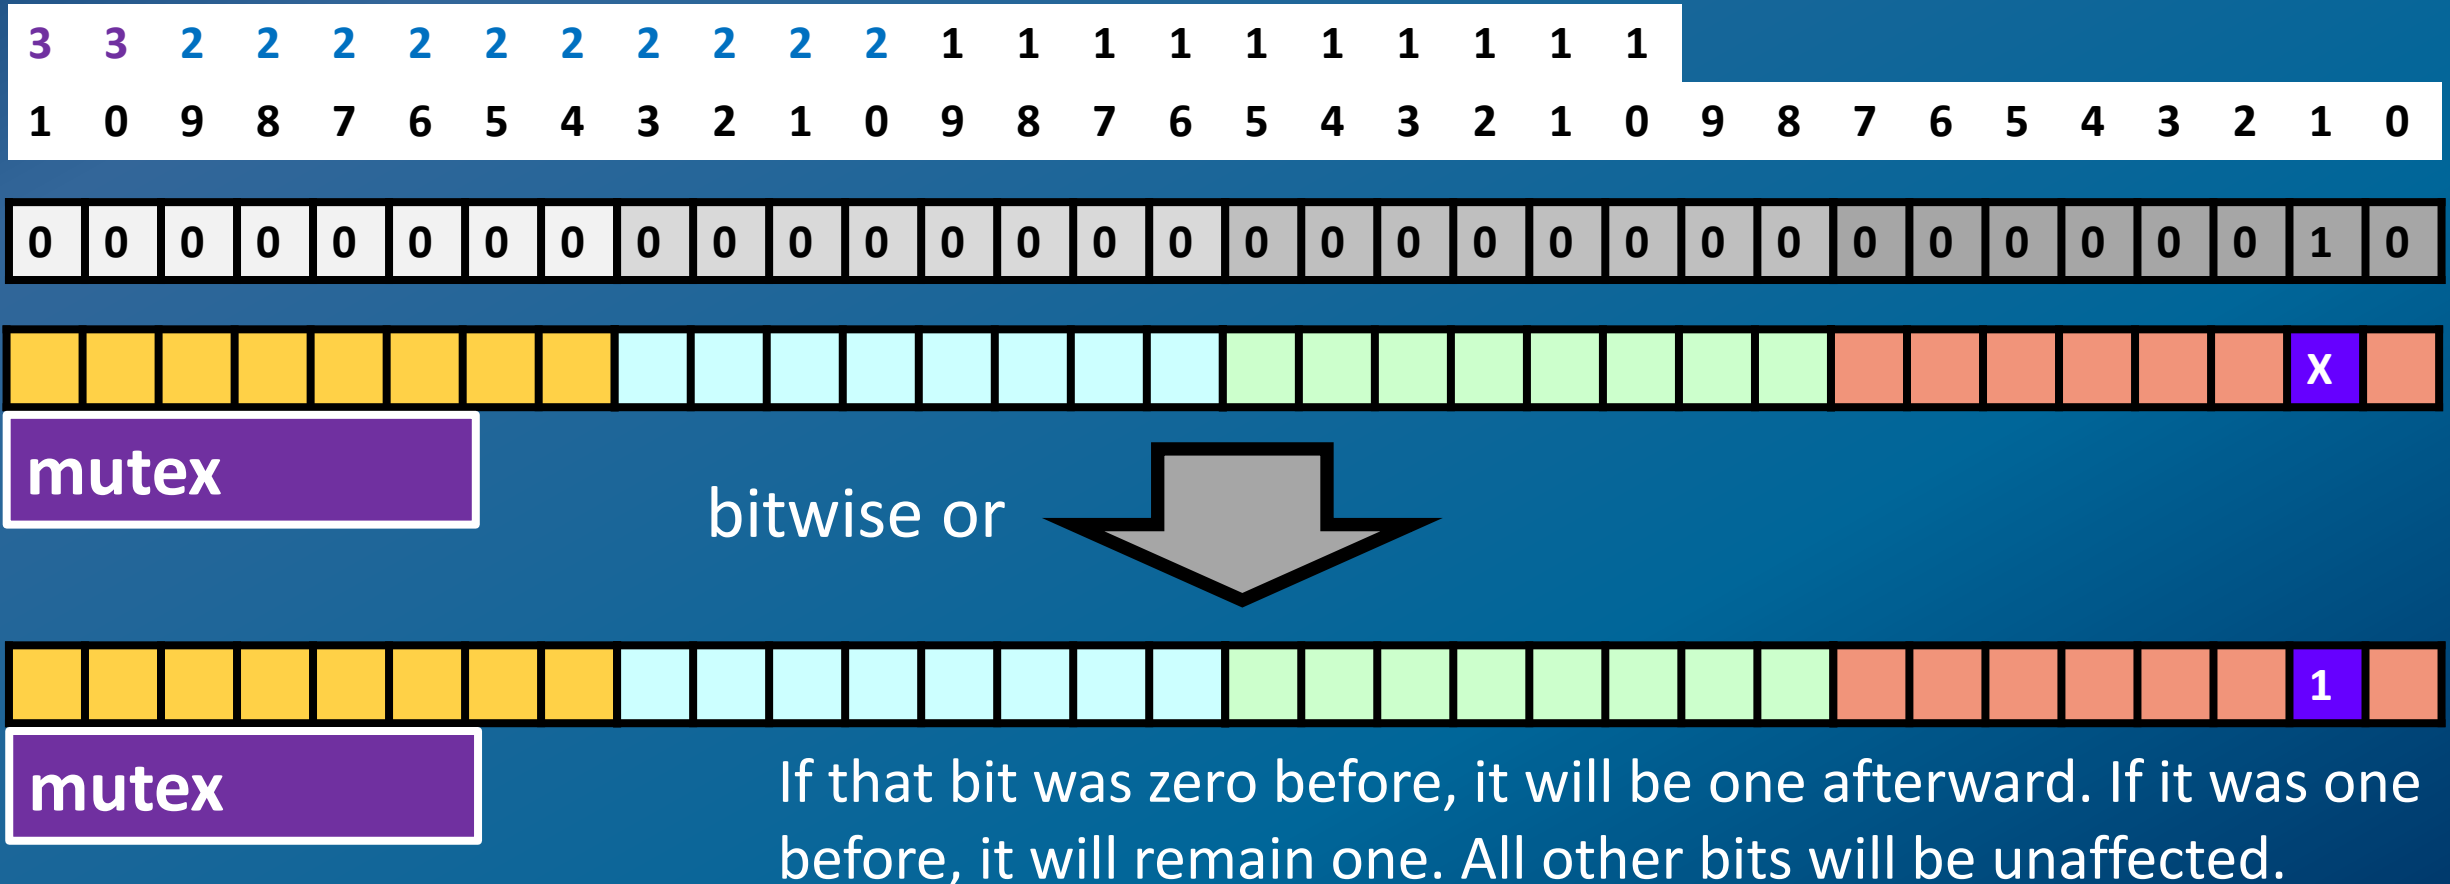 3 3 2 2 2 2 2 2 2 2 2 2 1 1 1 1 1 1 1 1 1 1
1 0 9 8 7 6 5 4 3 2 1 0 9 8 7 6 5 4 3 2 1 0 9 8 7 6 5 4 3 2 1 0
0 0 0 0 0 0 0 0 0 0 0 0 0 0 0 0 0 0 0 0 0 0 0 0 0 0 0 0 0 0 1 0
X
mutex
bitwise or
1
mutex
If that bit was zero before, it will be one afterward. If it was one
before, it will remain one. All other bits will be unaffected.